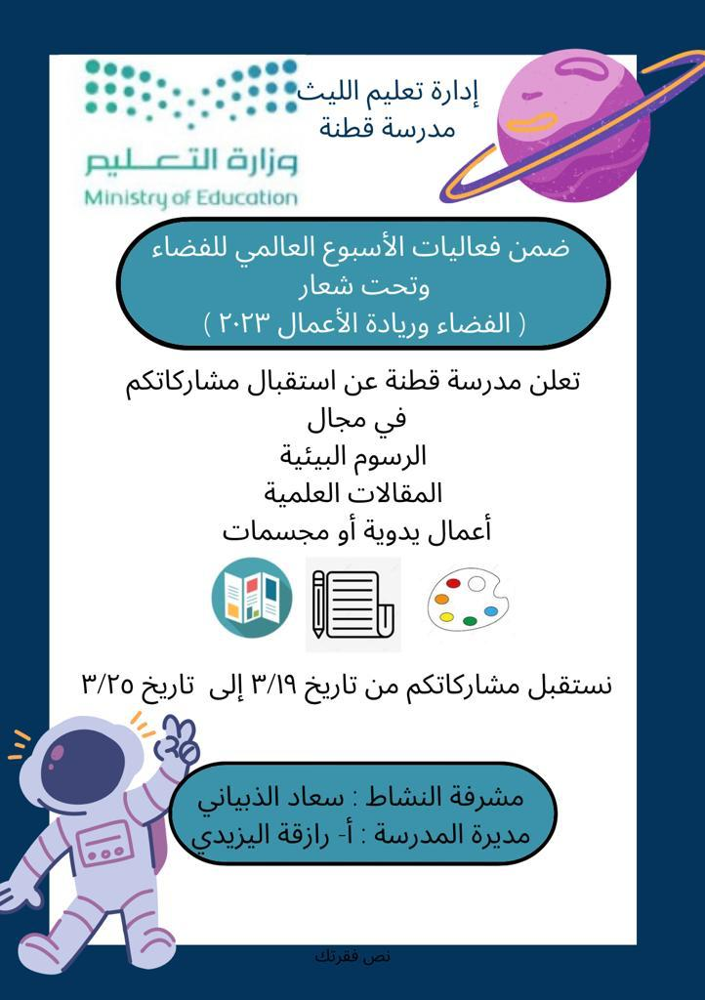 إدارة تعليم الليث
مدرسة قطنة
وزارة التعليم
Ministry of Education
ضمن فعاليات الأسبوع العالمي للفضاء
وتحت شعار
( الفضاء وريادة الأعمال ٢٠٢٣ )
تعلن مدرسة قطنة عن استقبال مشاركاتكم
في مجال
الرسوم البيئية
المقالات العلمية
أعمال يدوية أو مجسمات
نستقبل مشاركاتكم من تاريخ ٣/١٩ إلى تاريخ ٣/٢٥
مشرفة النشاط : سعاد الذبياني
مديرة المدرسة : أ- رازقة اليزيدي
نص فقرتك